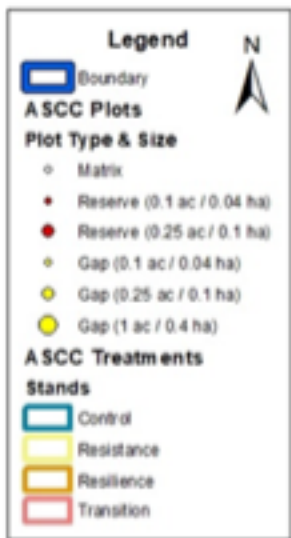 Legend
N
Boundary
ASCC Plots
Plot Type & Size
Matrix
Reserve (0.1 ac / 0.04 ha)
Reserve (0.25 ac / 0.1 ha)
Gap (0.1 ac / 0.04 ha)
Gap (0.25 ac / 0.1 ha)
Gap (1 ac / 0.4 ha)
ASCC Treatments
Stands
Control
Resistance
Resilience
Transition